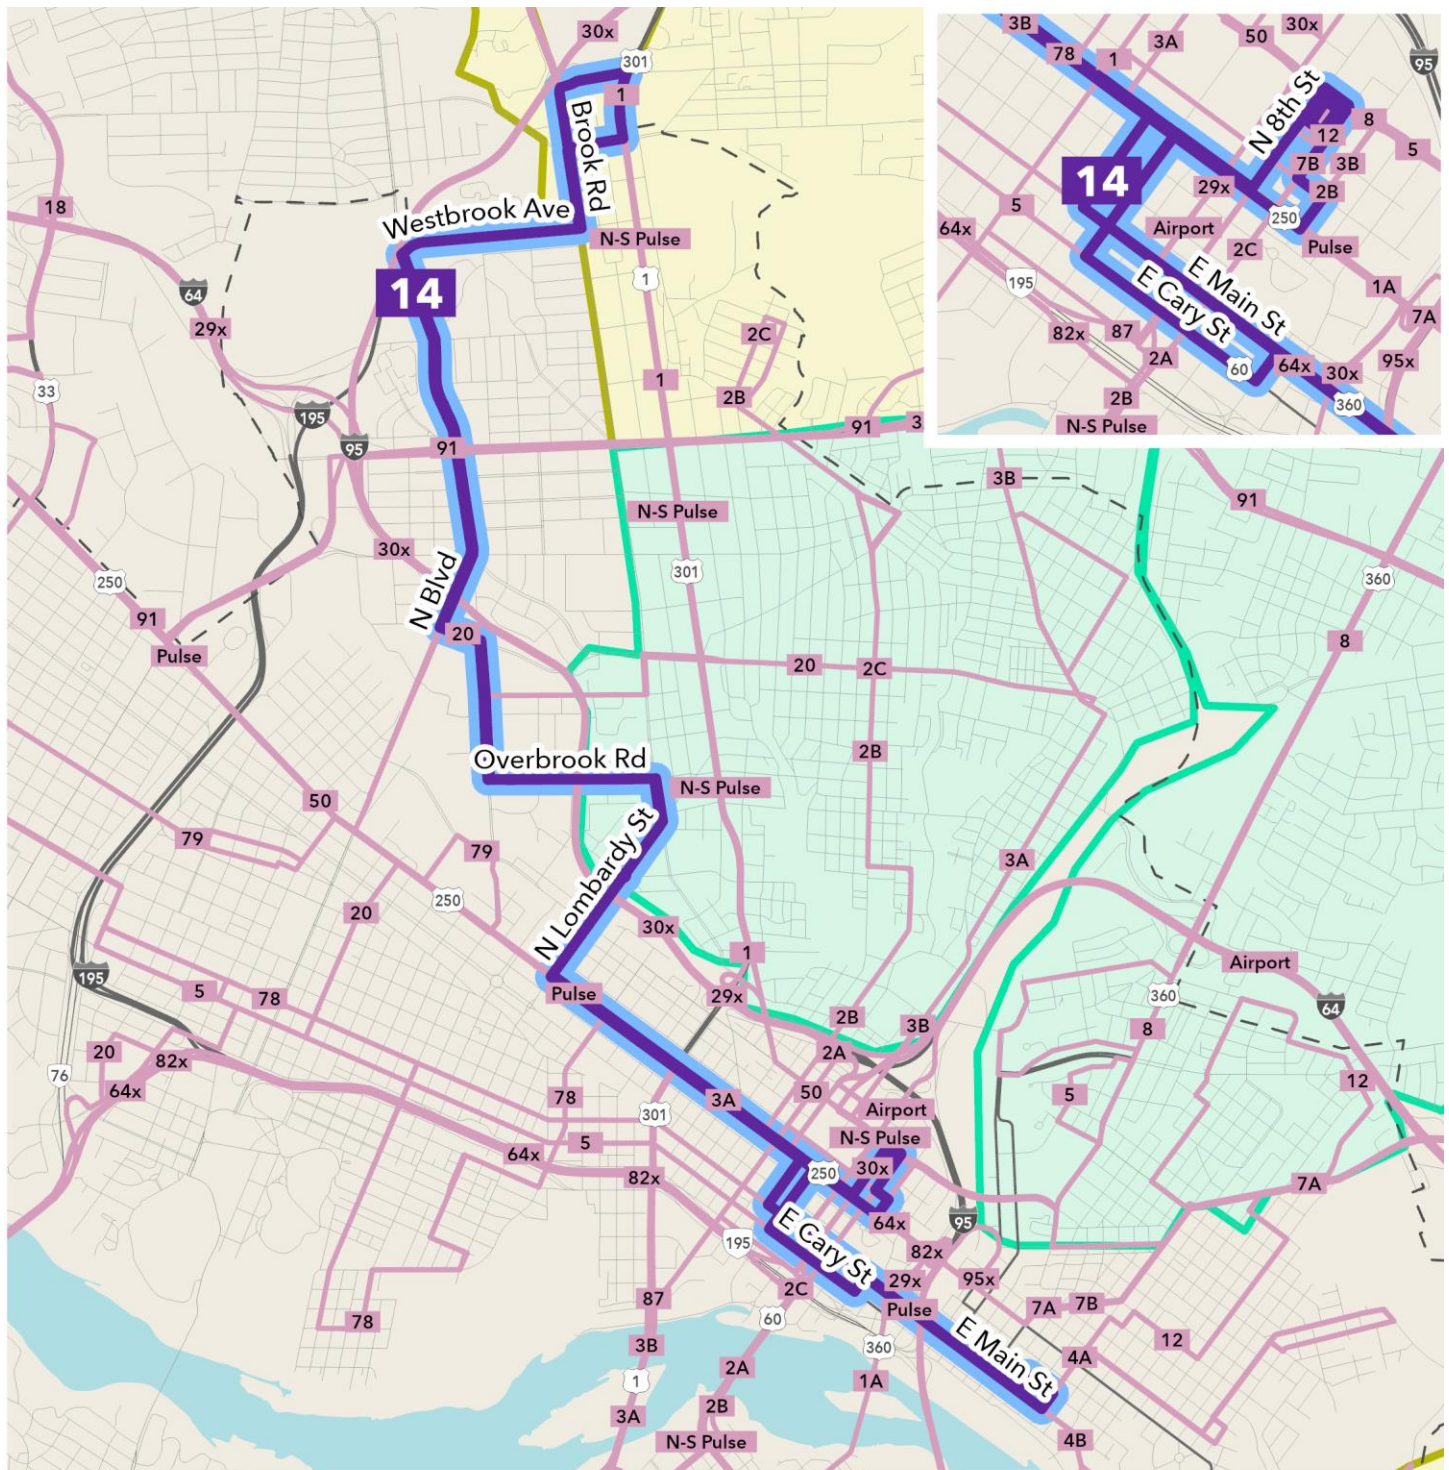 30x
301
1
Brook Rd
Westbrook Ave
N-S Pulse
14
18
64
29x
1
2C
33
1
2B
195
95
91
91
3
N-S Pulse
3B
91
30x
301
250
360
N Blvd
91
20
8
Pulse
20
2C
2B
Overbrook Rd
N-S Pulse
50
79
79
N Lombardy St
3A
250
20
30x
1
Airport
195
5
78
Pulse
29x
360
64
2B
3B
8
20
82x
2A
76
64x
78
3A
50
5
12
301
Airport
5
N-S Pulse
64x
30x
82x
250
7A
E Cary St
64x
95
195
82x
2C
29x
95x
87
Pulse
7A
7B
60
78
E Main St
12
3B
360
4A
2A
1
1A
2B
3A
N-S Pulse
4B
3B
30x
78
1
3A
50
95
N 8th St
8
12
5
14
7B
3B
29x
2B
5
250
64x
Airport
Pulse
2C
195
E Main St
1A
E Cary St
7A
82x
87
2A
60
64x
30x
95x
2B
360
N-S Pulse